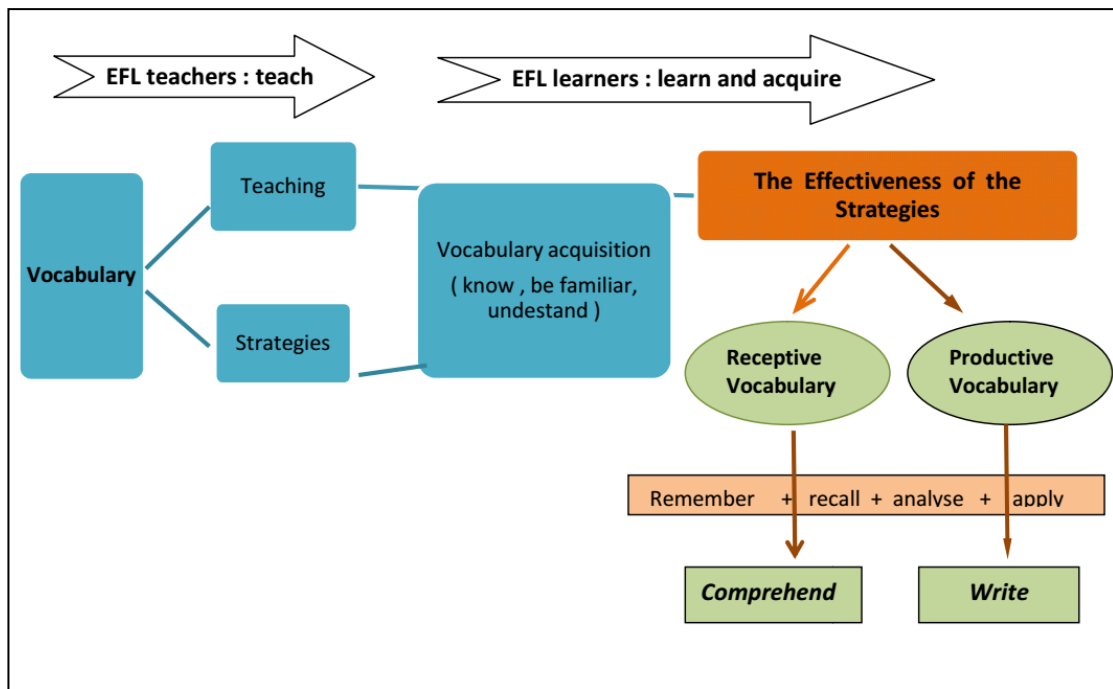 EFL teachers : teach
EFL learners : learn and acquire
Vocabulary
Teaching
Strategies
Vocabulary acquisition
( know , be familiar,
undestand )
The Effectiveness of the
Strategies
Receptive
Vocabulary
Productive
Vocabulary
Remember + recall + analyse + apply
Comprehend
Write